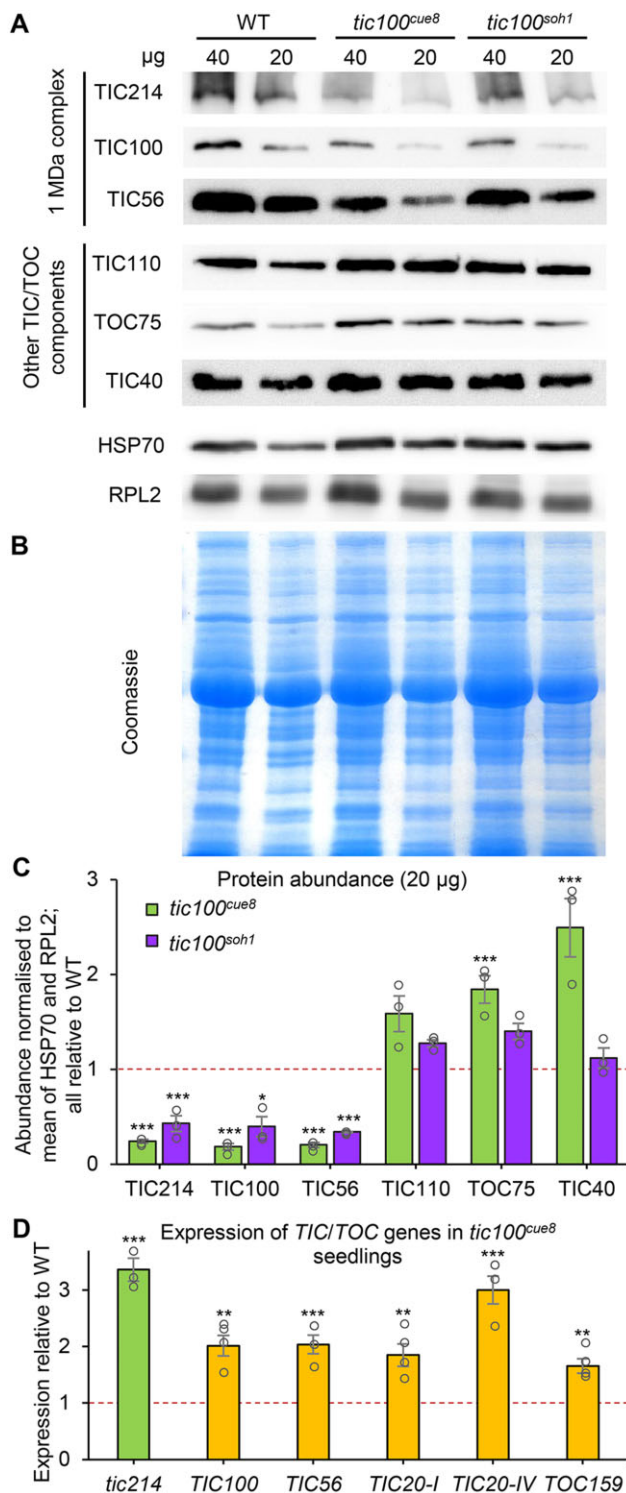 A
WT tic100cue8 tic100soh1
µg 40 20 40 20 40 20
1 MDa complex
TIC214
TIC100
TIC56
Other TIC/TOC
components
TIC110
TOC75
TIC40
HSP70
RPL2
B
Coomassie
C
Protein abundance (20 µg)
tic100cue8
tic100soh1
Abundance normalised to
mean of HSP70 and RPL2;
all relative to WT
3
2
1
0
*** *** *** * *** *** *** ***
TIC214 TIC100 TIC56 TIC110 TOC75 TIC40
D
Expression of TIC/TOC genes in tic100cue8
seedlings
Expression relative to WT
3
2
1
0
*** ** *** ** *** **
tic214 TIC100 TIC56 TIC20-I TIC20-IV TOC159